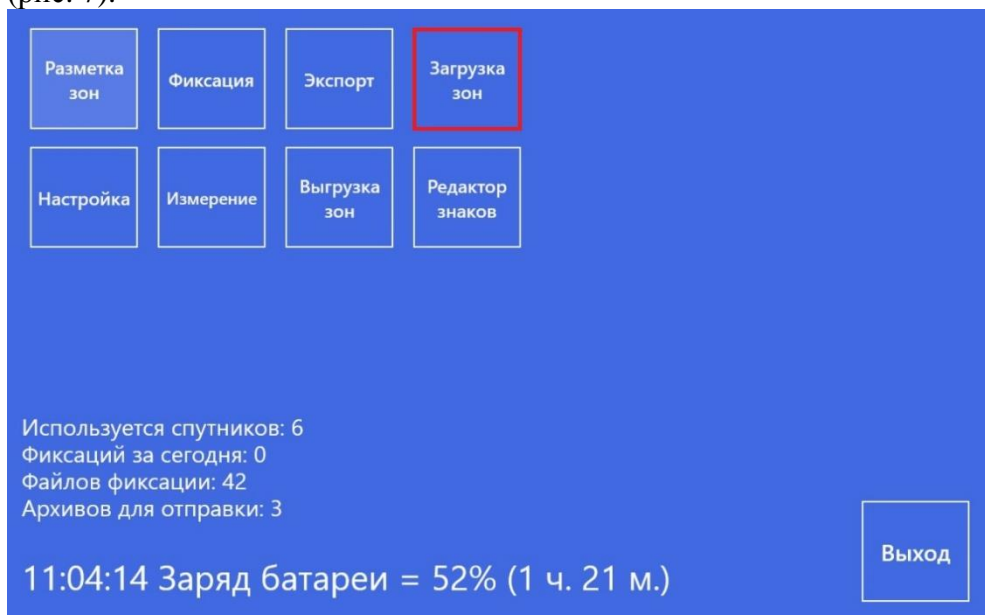 (рис. 7).
Разметка зон
Фиксация
Экспорт
Загрузка зон
Настройка
Измерение
Выгрузка зон
Редактор знаков
Используется спутников: 6
Фиксаций за сегодня: 0
Файлов фиксации: 42
Архивов для отправки: 3
Выход
11:04:14 Заряд батареи = 52% (1 ч. 21 м.)